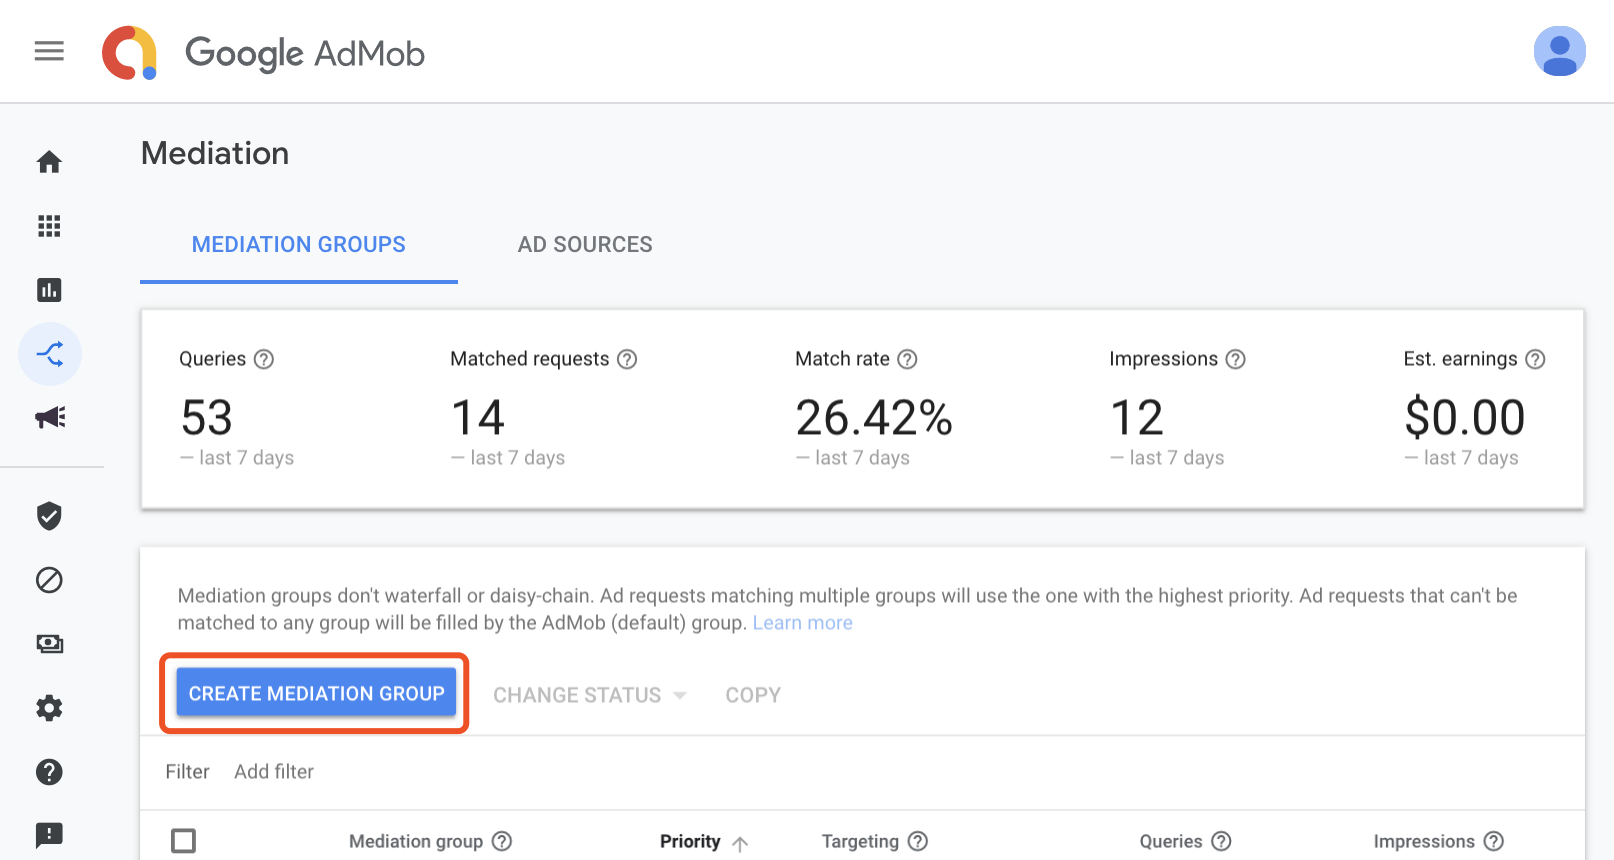 Google AdMob
Mediation
MEDIATION GROUPS
AD SOURCES
Queries
Matched requests
Match rate
Impressions
Est. earnings
53
14
26.42%
12
$0.00
– last 7 days
– last 7 days
– last 7 days
– last 7 days
– last 7 days
Mediation groups don't waterfall or daisy-chain. Ad requests matching multiple groups will use the one with the highest priority. Ad requests that can't be
matched to any group will be filled by the AdMob (default) group. Learn more
CREATE MEDIATION GROUP
CHANGE STATUS
COPY
Filter
Add filter
Mediation group
Priority
Targeting
Queries
Impressions